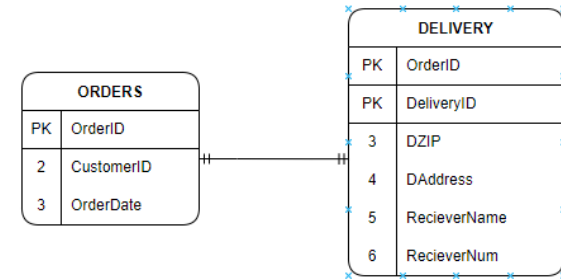 ORDERS
PK OrderID
2 CustomerID
3 OrderDate
DELIVERY
PK OrderID
PK DeliveryID
3 DZIP
4 DAddress
5 RecieverName
6 RecieverNum